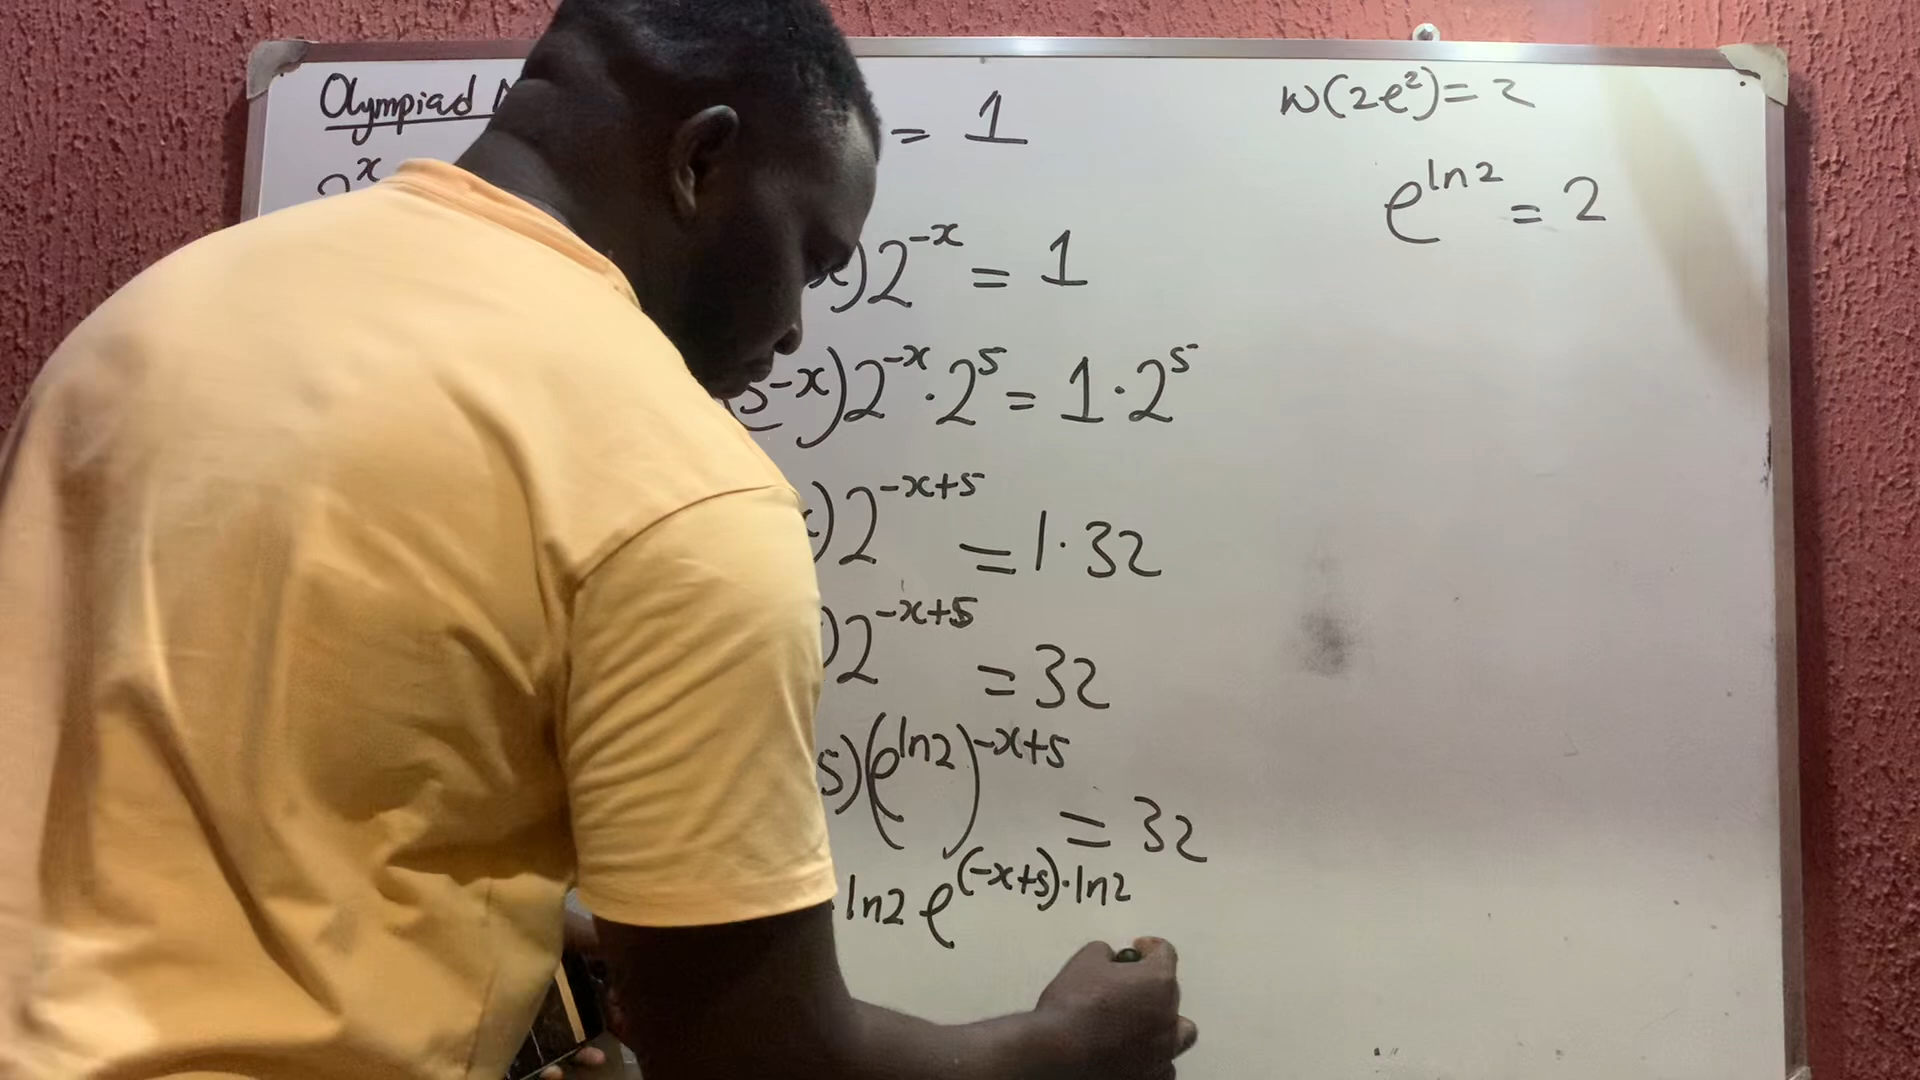 Olympiad = 1
W(2e²)= 2
x
e^{ln2} = 2
)2^{-x} = 1
(5-x)2^{-x}·2^5 = 1·2^5
)2^{-x+5} = 1·32
)2^{-x+5} = 32
5)(e^{ln2})^{-x+5} = 32
·ln2 e^{(-x+5)·ln2}